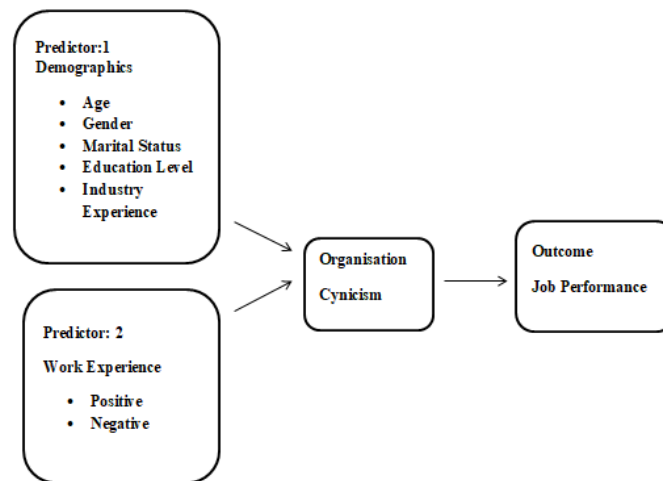 Predictor:1
Demographics
• Age
• Gender
• Marital Status
• Education Level
• Industry
Experience
Predictor: 2
Work Experience
• Positive
• Negative
Organisation
Cynicism
Outcome
Job Performance